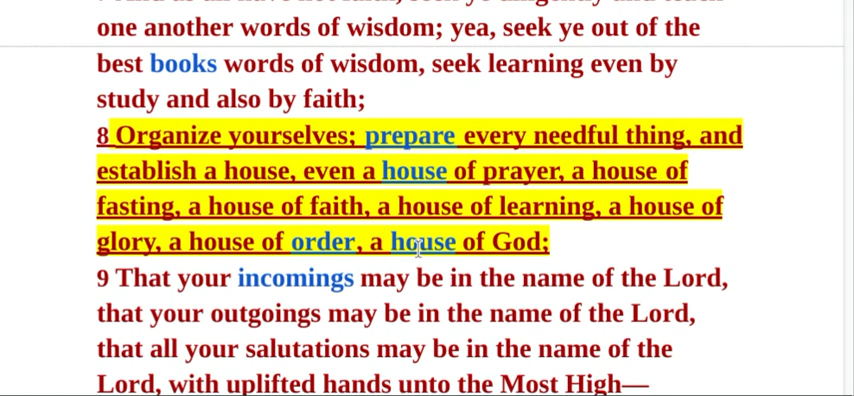 one another words of wisdom; yea, seek ye out of the
best books words of wisdom, seek learning even by
study and also by faith;
8 Organize yourselves; prepare every needful thing, and
establish a house, even a house of prayer, a house of
fasting, a house of faith, a house of learning, a house of
glory, a house of order, a house of God;
9 That your incomings may be in the name of the Lord,
that your outgoings may be in the name of the Lord,
that all your salutations may be in the name of the
Lord, with uplifted hands unto the Most High—